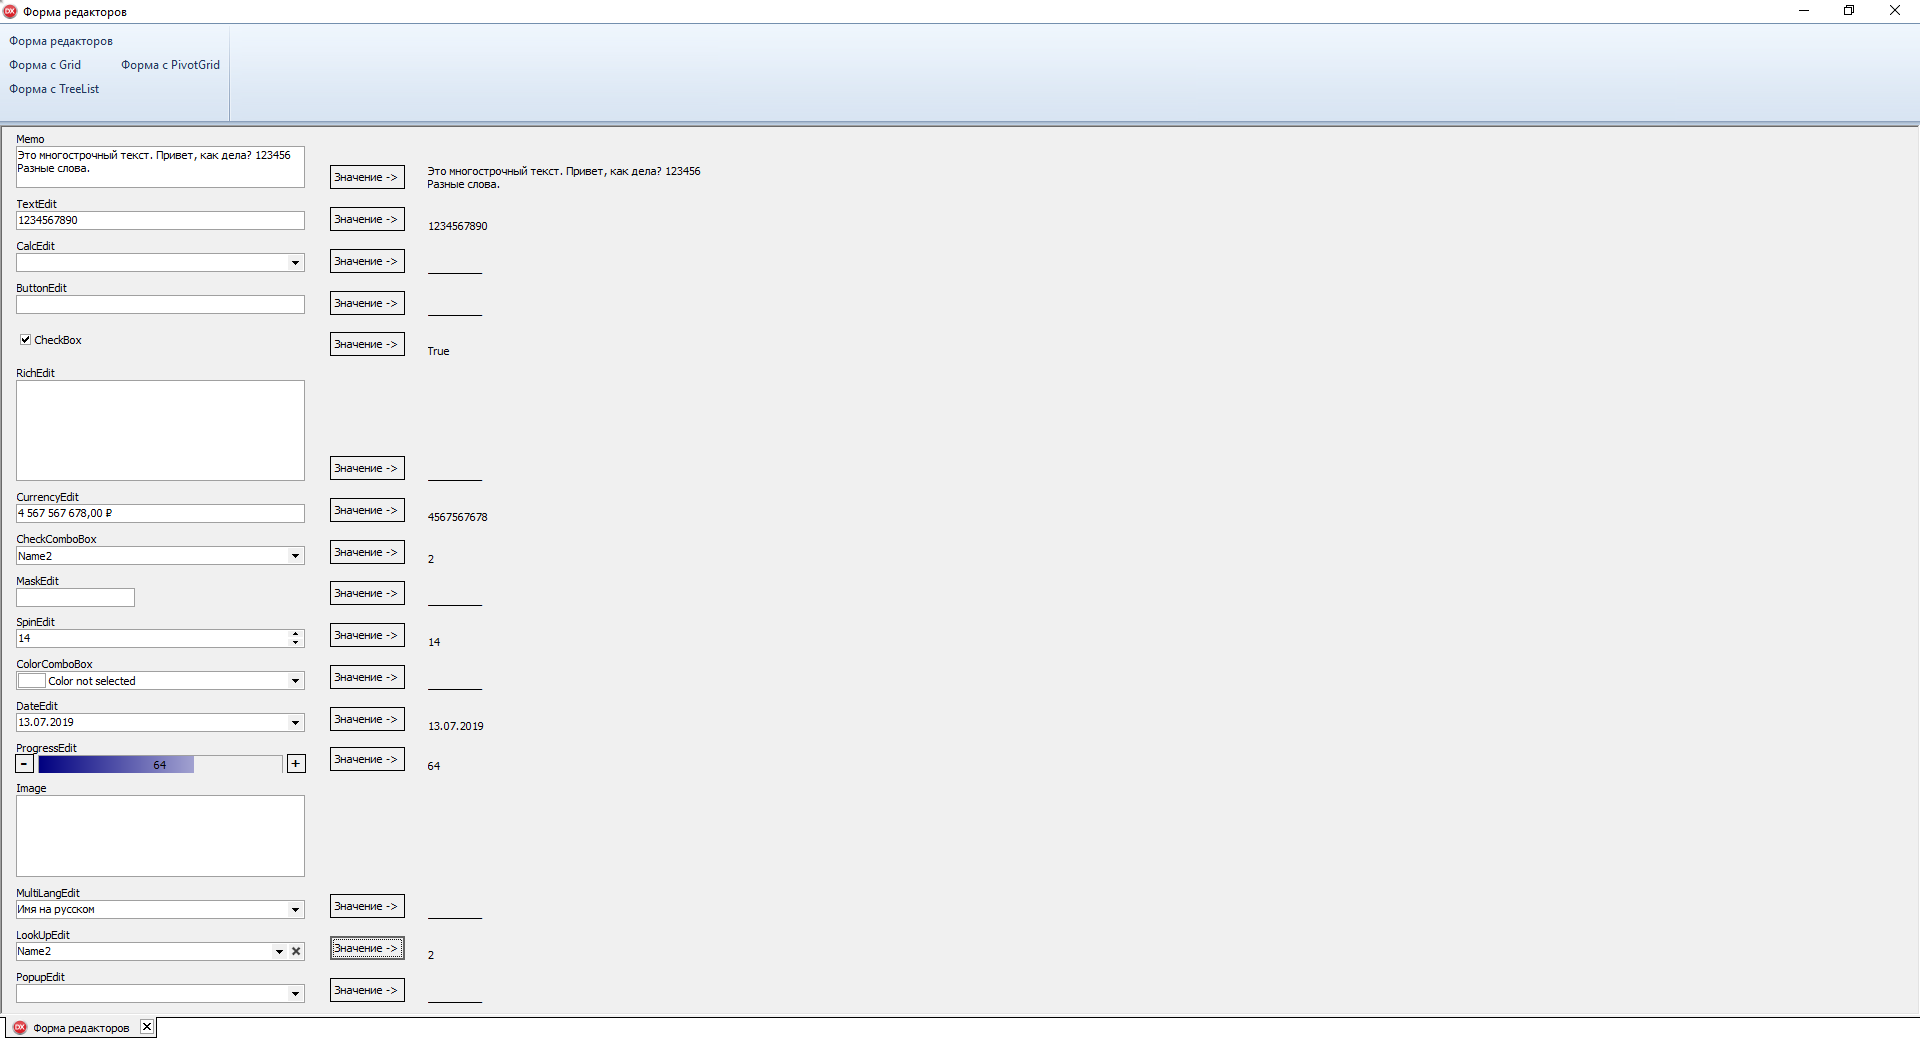 Форма редакторов
Форма редакторов
Форма с Grid Форма с PivotGrid
Форма с TreeList
Memo
Это многострочный текст. Привет, как дела? 123456
Разные слова.
Значение ->
Это многострочный текст. Привет, как дела? 123456
Разные слова.
TextEdit
1234567890
Значение ->
1234567890
CalcEdit
Значение ->
ButtonEdit
Значение ->
CheckBox
Значение ->
True
RichEdit
Значение ->
CurrencyEdit
4 567 567 678,00 ₽
Значение ->
4567567678
CheckComboBox
Name2
Значение ->
2
MaskEdit
Значение ->
SpinEdit
14
Значение ->
14
ColorComboBox
Color not selected
Значение ->
DateEdit
13.07.2019
Значение ->
13.07.2019
ProgressEdit
- 64 +
Значение ->
64
Image
MultiLangEdit
Имя на русском
Значение ->
LookUpEdit
Name2
Значение ->
2
PopupEdit
Значение ->
DX Форма редакторов